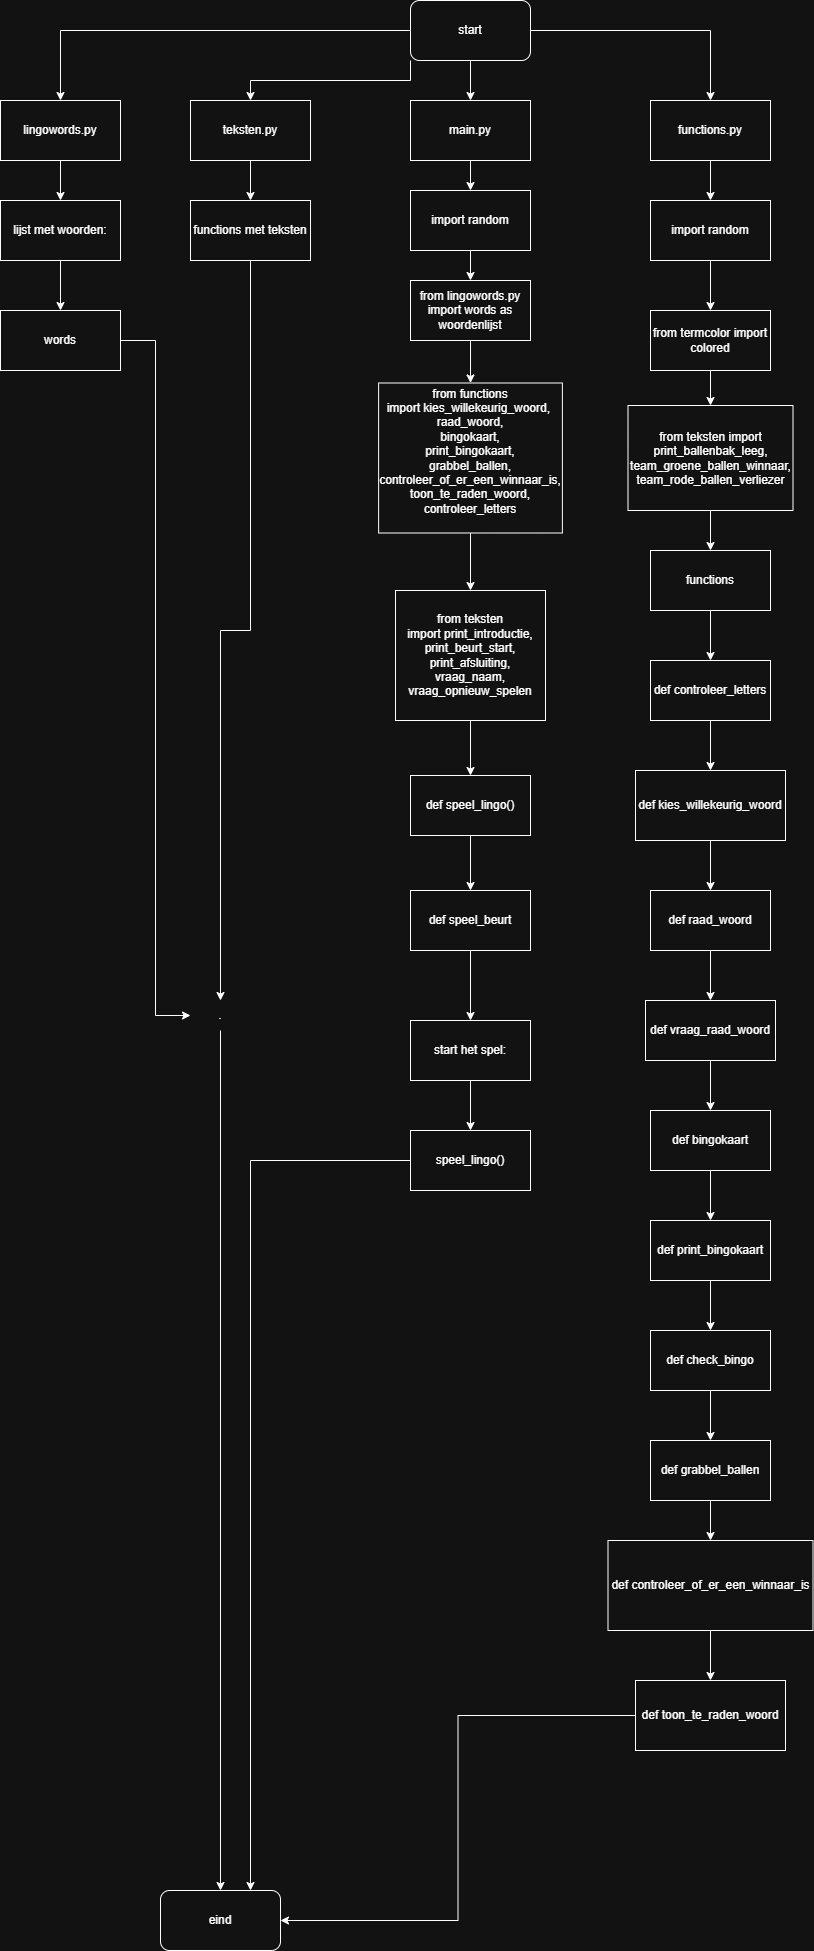 start
lingowords.py
teksten.py
main.py
functions.py
lijst met woorden:
functions met teksten
import random
import random
from lingowords.py
import words as
woordenlijst
words
from termcolor import
colored
from functions
import kies_willekeurig_woord,
raad_woord,
bingokaart,
print_bingokaart,
grabbel_ballen,
controleer_of_er_een_winnaar_is,
toon_te_raden_woord,
controleer_letters
from teksten import
print_ballenbak_leeg,
team_groene_ballen_winnaar,
team_rode_ballen_verliezer
functions
from teksten
import print_introductie,
print_beurt_start,
print_afsluiting,
vraag_naam,
vraag_opnieuw_spelen
def controleer_letters
def speel_lingo()
def kies_willekeurig_woord
def speel_beurt
def raad_woord
.
start het spel:
def vraag_raad_woord
speel_lingo()
def bingokaart
def print_bingokaart
def check_bingo
def grabbel_ballen
def controleer_of_er_een_winnaar_is
def toon_te_raden_woord
eind